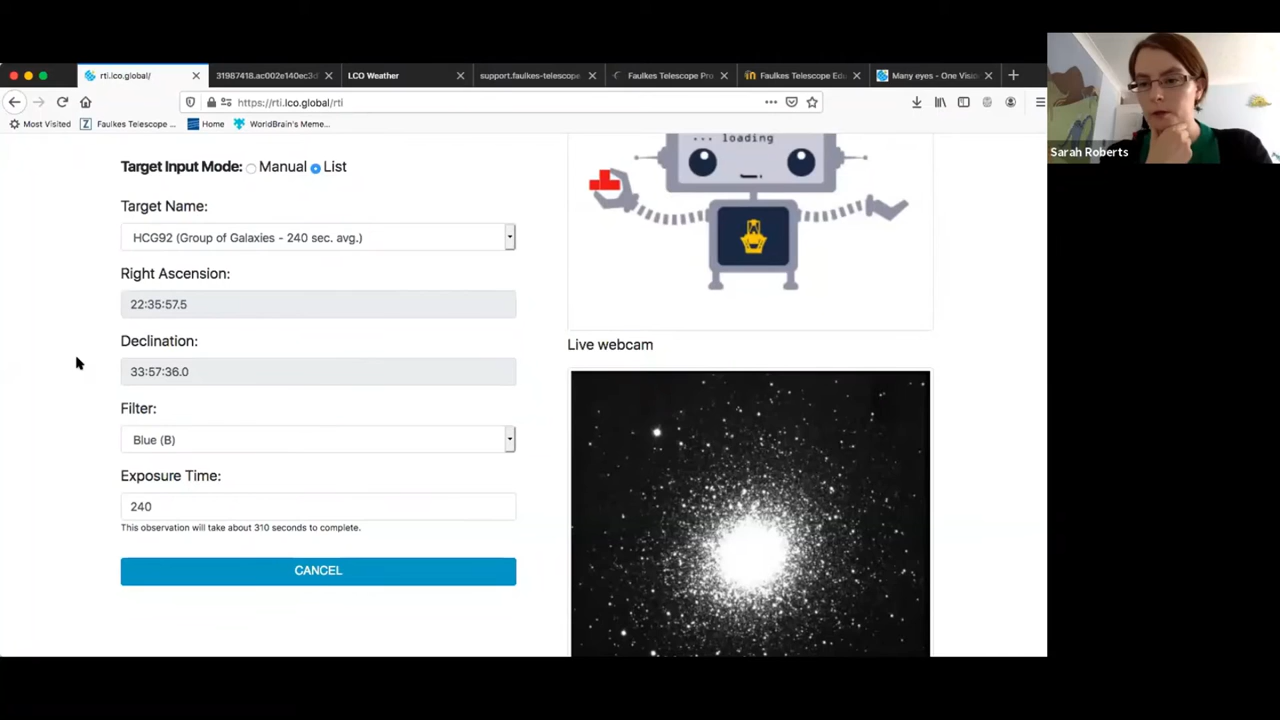 rti.lco.global/
31987418.ac002e140ec3d
LCO Weather
support.faulkes-telescope
Faulkes Telescope Pro
Faulkes Telescope Edu
Many eyes - One Visio
https://rti.lco.global/rti
Most Visited
Faulkes Telescope ...
Home
WorldBrain's Meme...
Sarah Roberts
Target Input Mode: Manual List
Target Name:
HCG92 (Group of Galaxies - 240 sec. avg.)
Right Ascension:
22:35:57.5
Declination:
33:57:36.0
Filter:
Blue (B)
Exposure Time:
240
This observation will take about 310 seconds to complete.
CANCEL
... loading
Live webcam